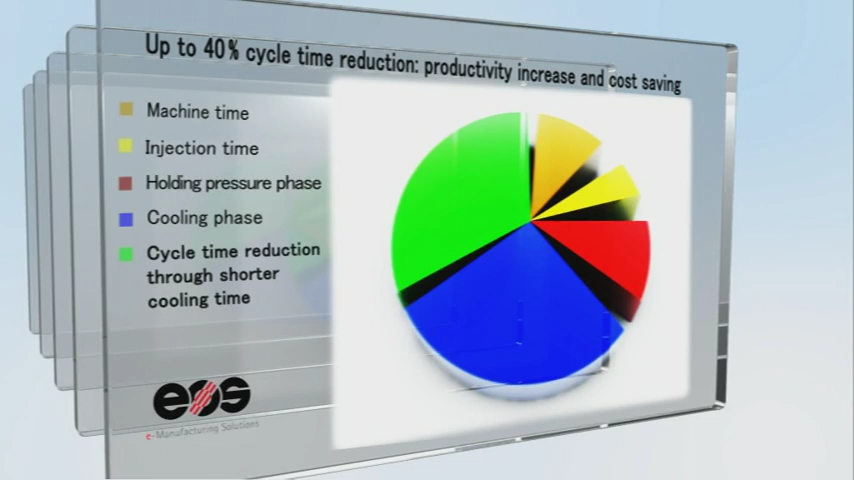 Up to 40% cycle time reduction: productivity increase and cost saving
Machine time
Injection time
Holding pressure phase
Cooling phase
Cycle time reduction
through shorter
cooling time
eos
e-Manufacturing Solutions